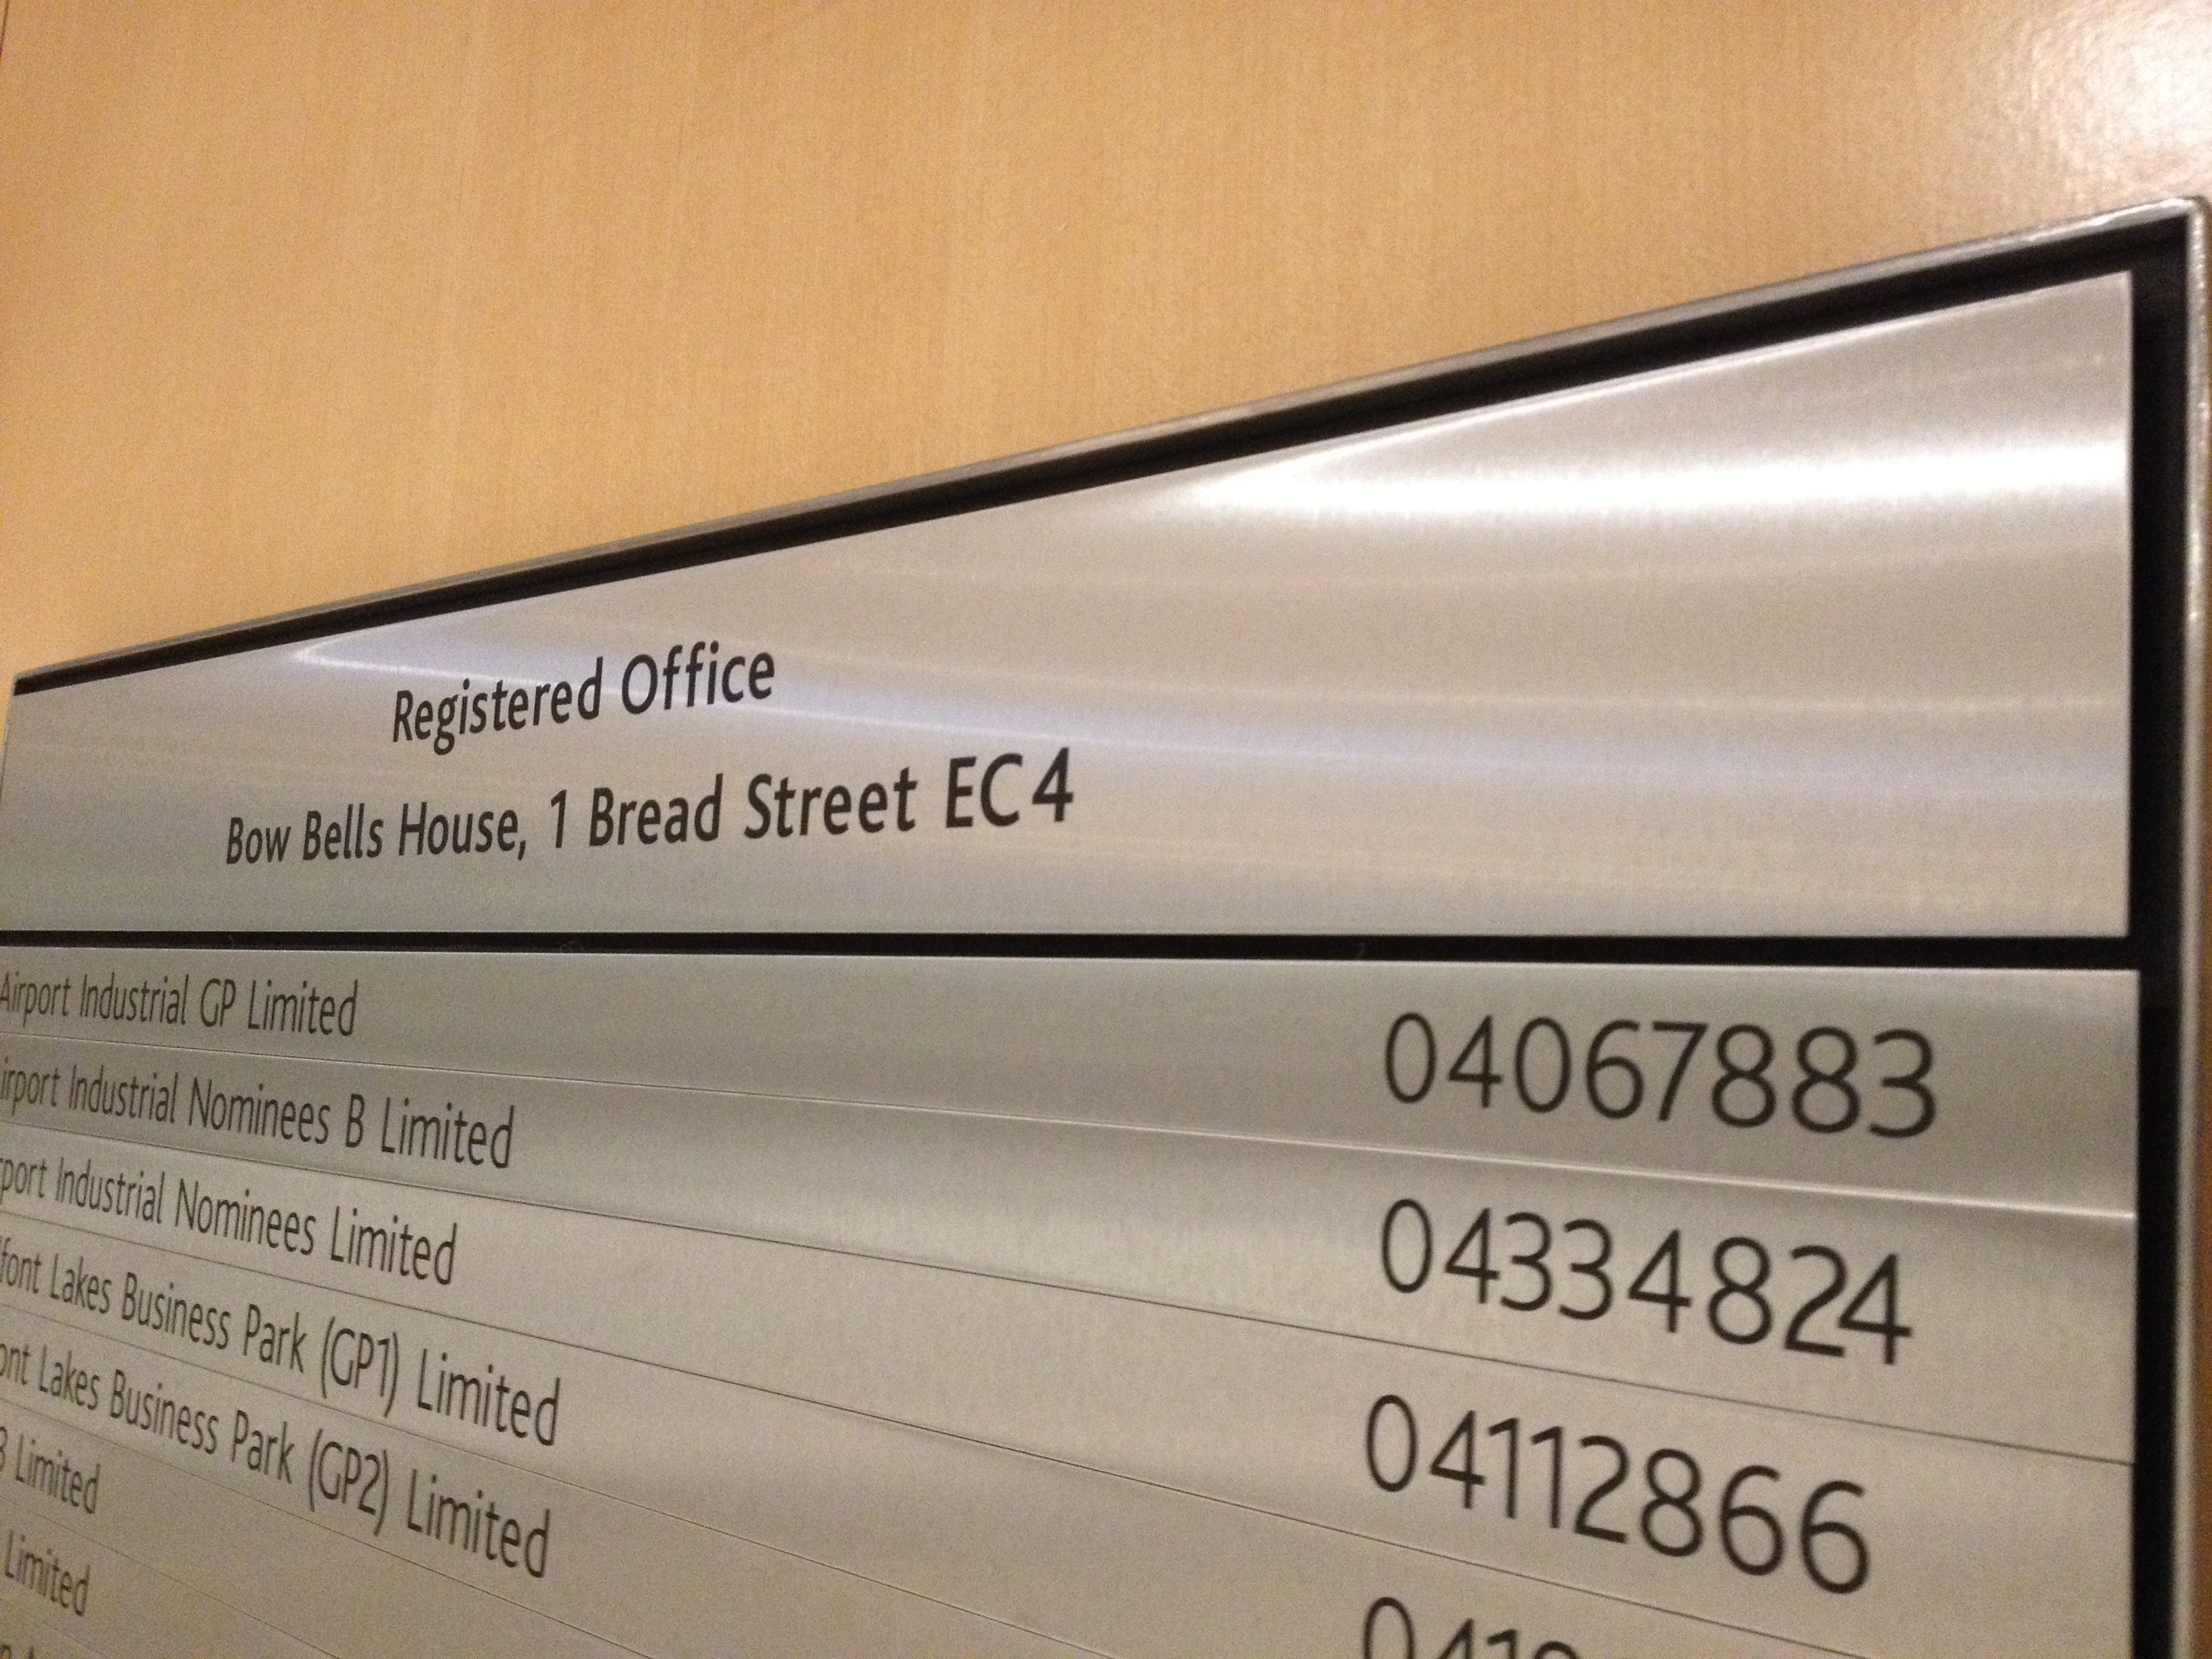 Registered Office
Bow Bells House, 1 Bread Street EC4
Airport Industrial GP Limited 04067883
Industrial Nominees B Limited 04334824
Industrial Nominees Limited 04112866
Lakes Business Park (GP1) Limited
Lakes Business Park (GP2) Limited
Limited
Limited